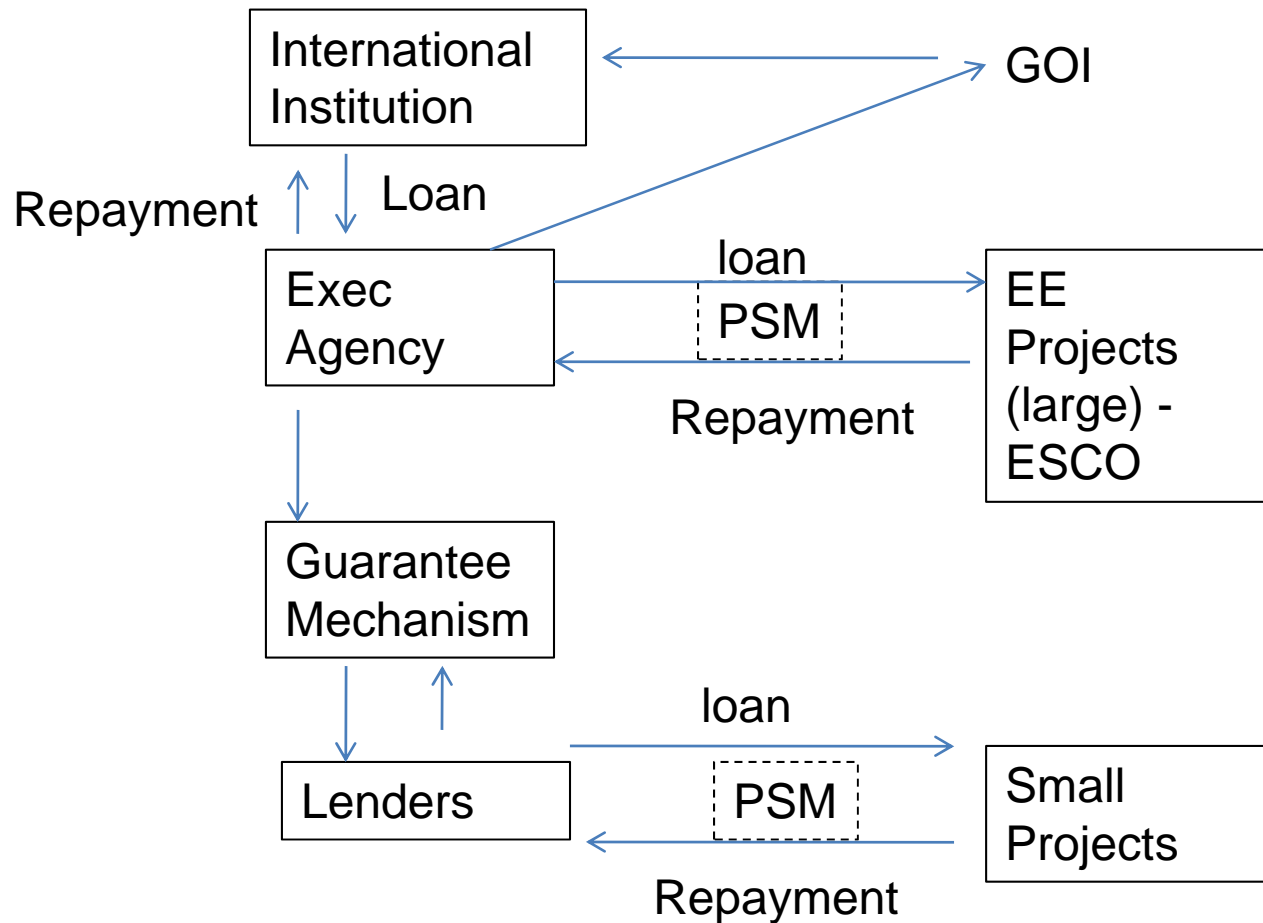 International
Institution
GOI
Repayment
Loan
Exec
Agency
loan
PSM
Repayment
EE
Projects
(large) -
ESCO
Guarantee
Mechanism
loan
Lenders
PSM
Repayment
Small
Projects